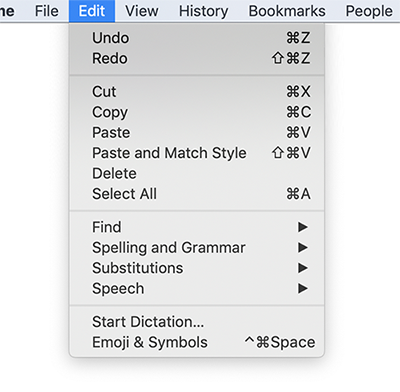 ne File Edit View History Bookmarks People
Undo ⌘Z
Redo ⇧⌘Z
Cut ⌘X
Copy ⌘C
Paste ⌘V
Paste and Match Style ⇧⌘V
Delete
Select All ⌘A
Find ▶
Spelling and Grammar ▶
Substitutions ▶
Speech ▶
Start Dictation...
Emoji & Symbols ^⌘Space